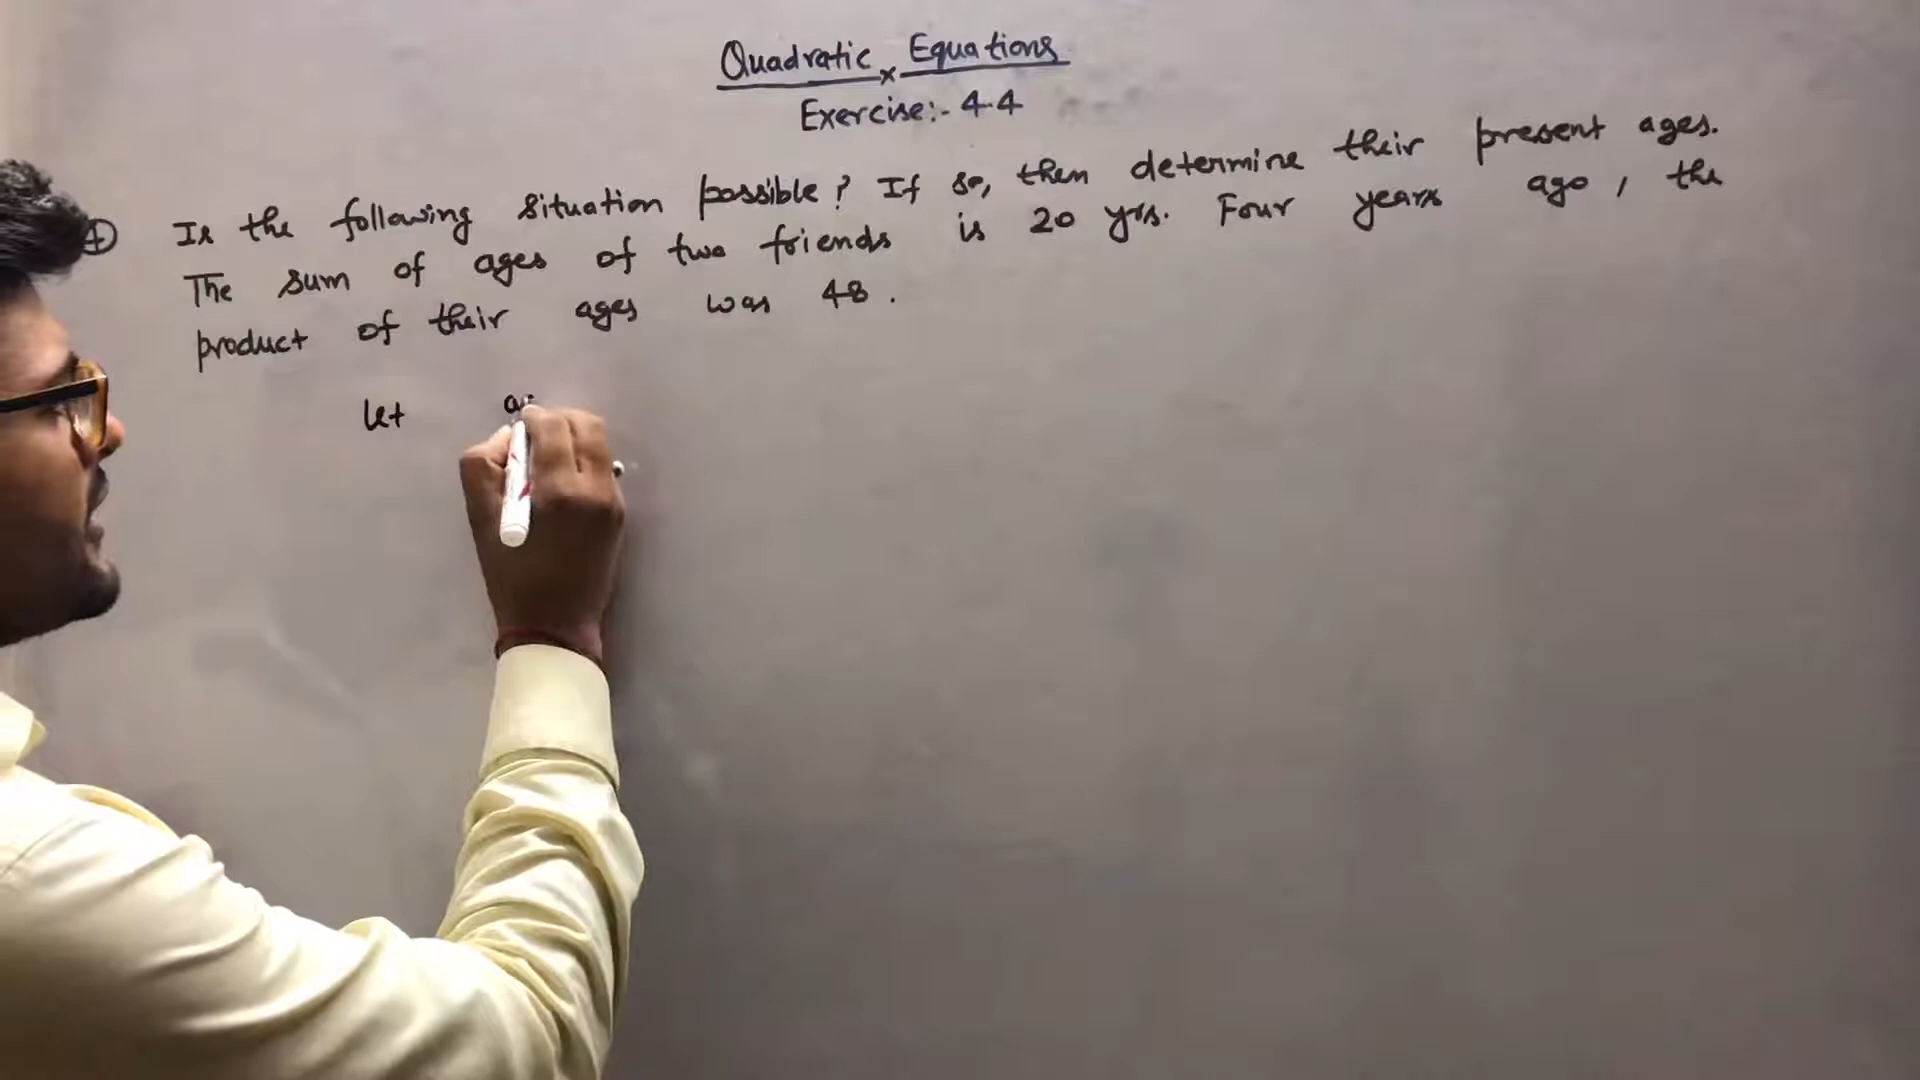 Quadratic Equations
Exercise:- 4.4
④ Is the following situation possible? If so, then determine their present ages.
The sum of ages of two friends is 20 yrs. Four years ago, the
product of their ages was 48.
let